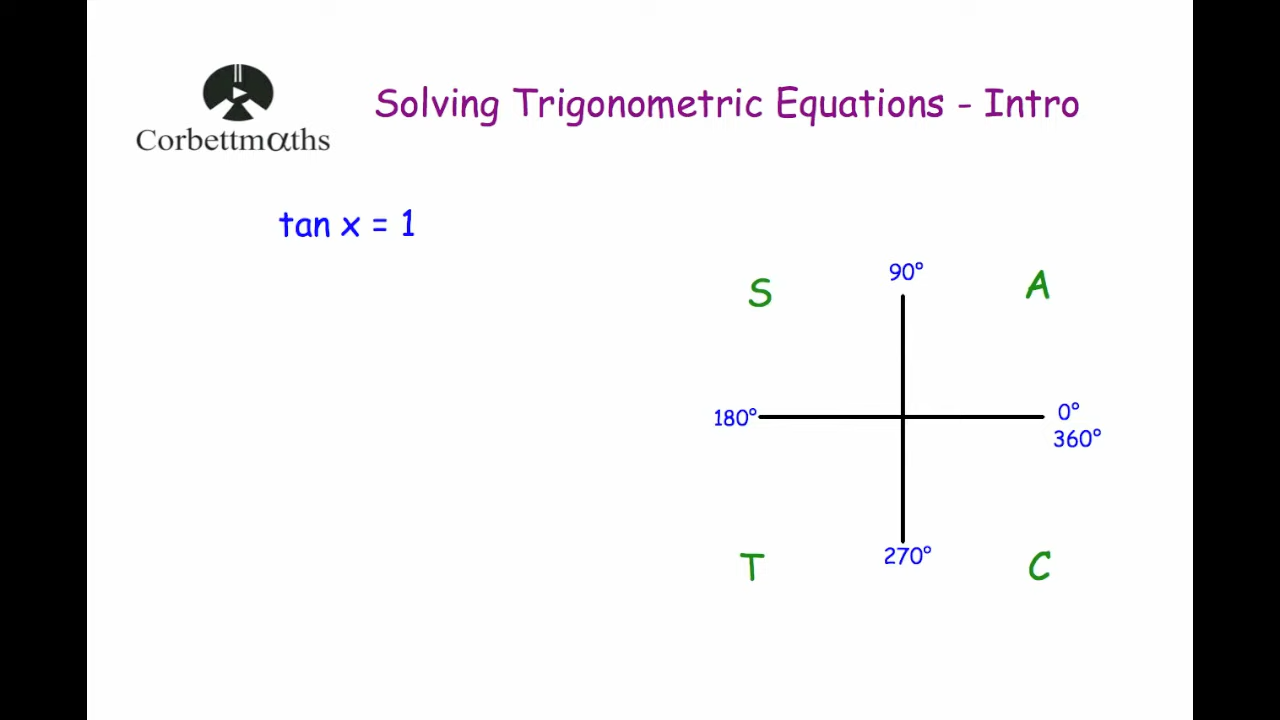 Solving Trigonometric Equations - Intro
Corbettmαths
tan x = 1
90°
S
A
180°
0°
360°
270°
T
C